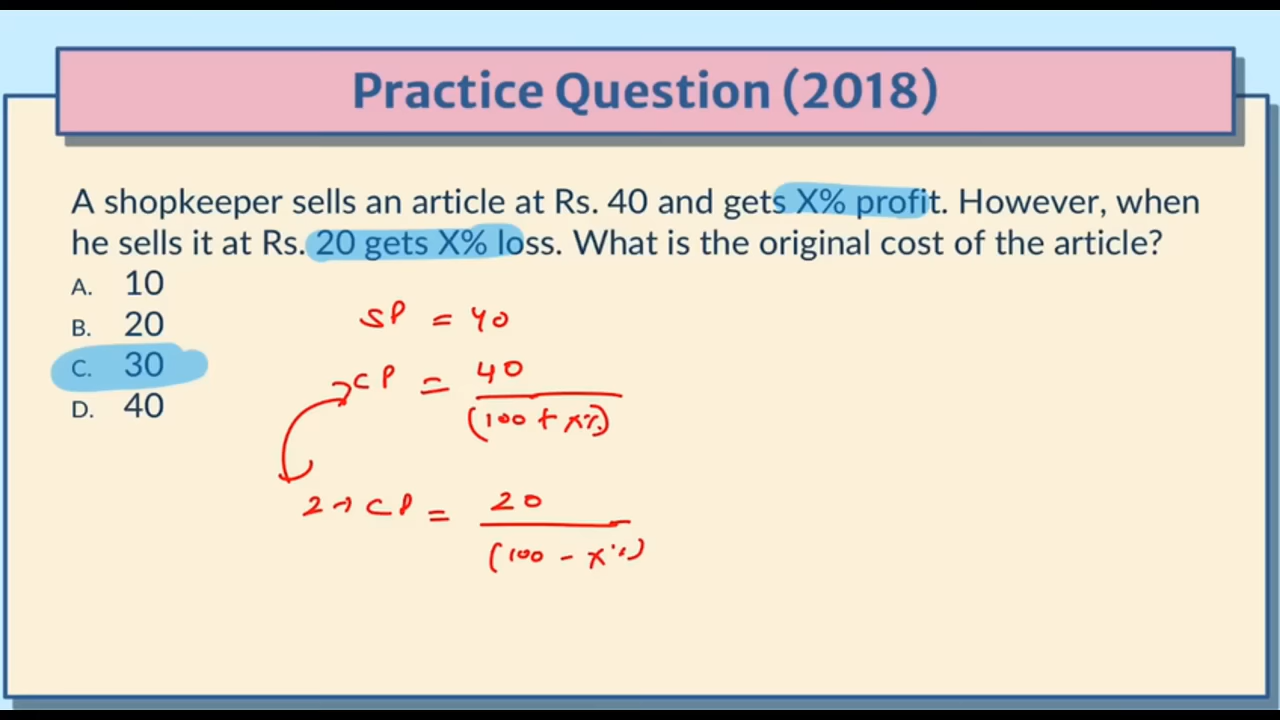 Practice Question (2018)
A shopkeeper sells an article at Rs. 40 and gets X% profit. However, when
he sells it at Rs. 20 gets X% loss. What is the original cost of the article?
A. 10
B. 20
C. 30
D. 40
SP = 40
CP = 40
(100 + X%)
2 → CP = 20
(100 - X%)